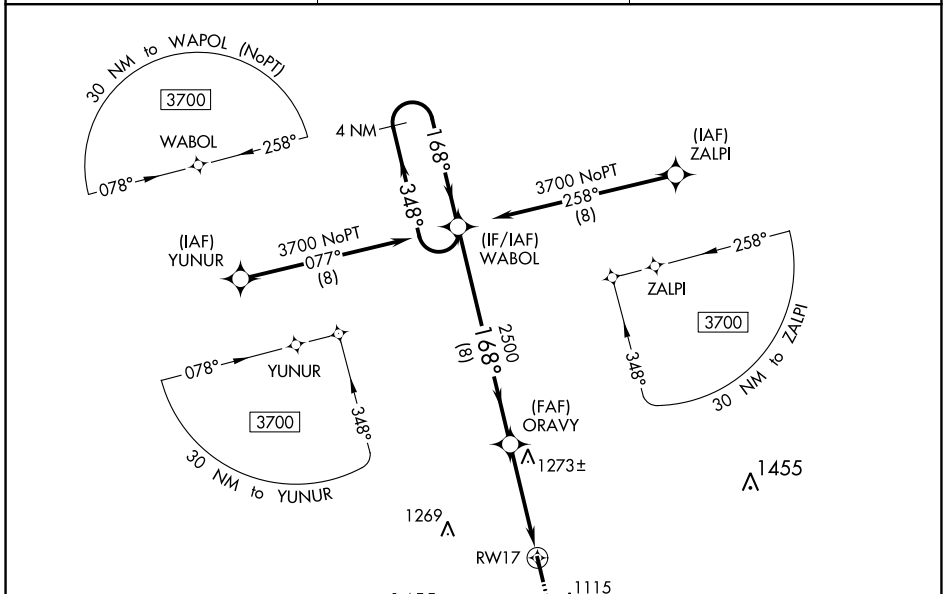 30 NM to WAPOL (NoPT)
3700
WABOL
078°
258°
4 NM
168°
348°
(IAF)
ZALPI
3700 NoPT
258°
(8)
(IAF)
YUNUR
3700 NoPT
077°
(8)
(IF/IAF)
WABOL
258°
ZALPI
3700
348°
30 NM to ZALPI
2500
168°
(8)
078°
YUNUR
3700
348°
30 NM to YUNUR
(FAF)
ORAVY
1273±
1455
1269
RW17
1115